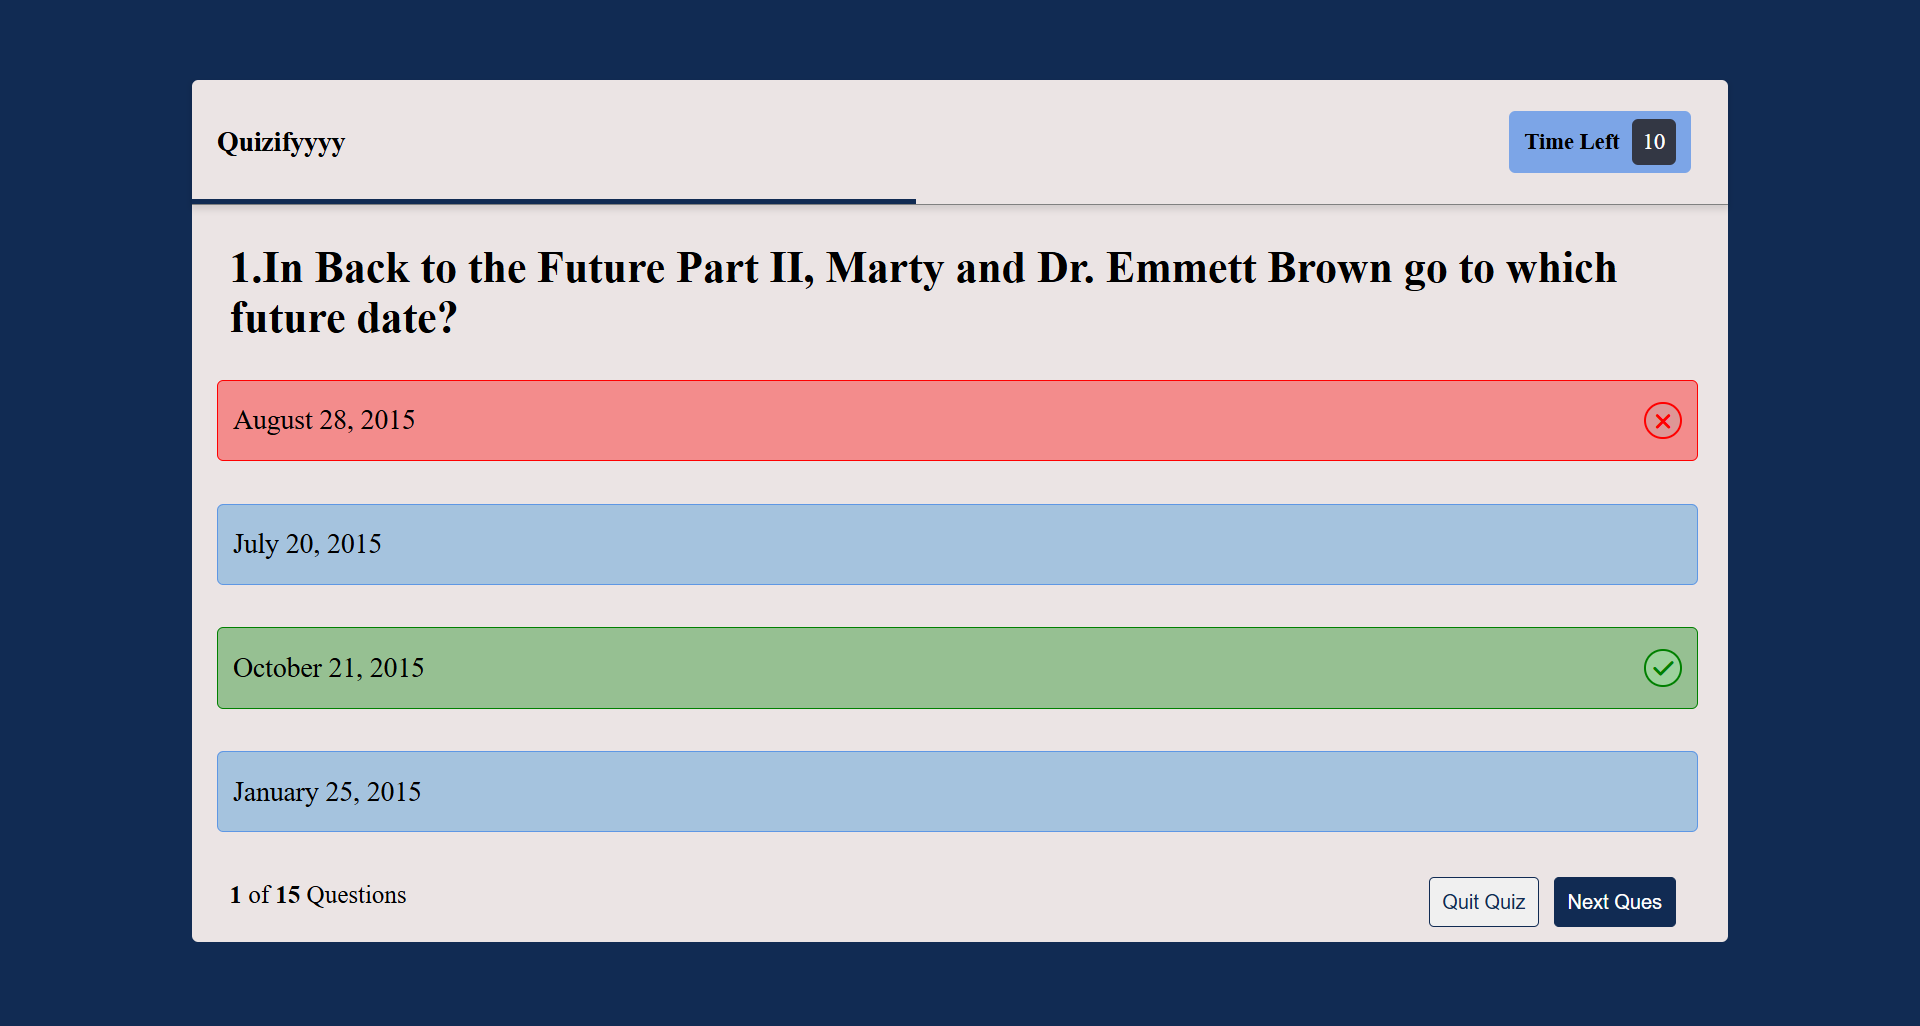 Quizifyyyy
Time Left 10
1.In Back to the Future Part II, Marty and Dr. Emmett Brown go to which
future date?
August 28, 2015
July 20, 2015
October 21, 2015
January 25, 2015
1 of 15 Questions
Quit Quiz
Next Ques